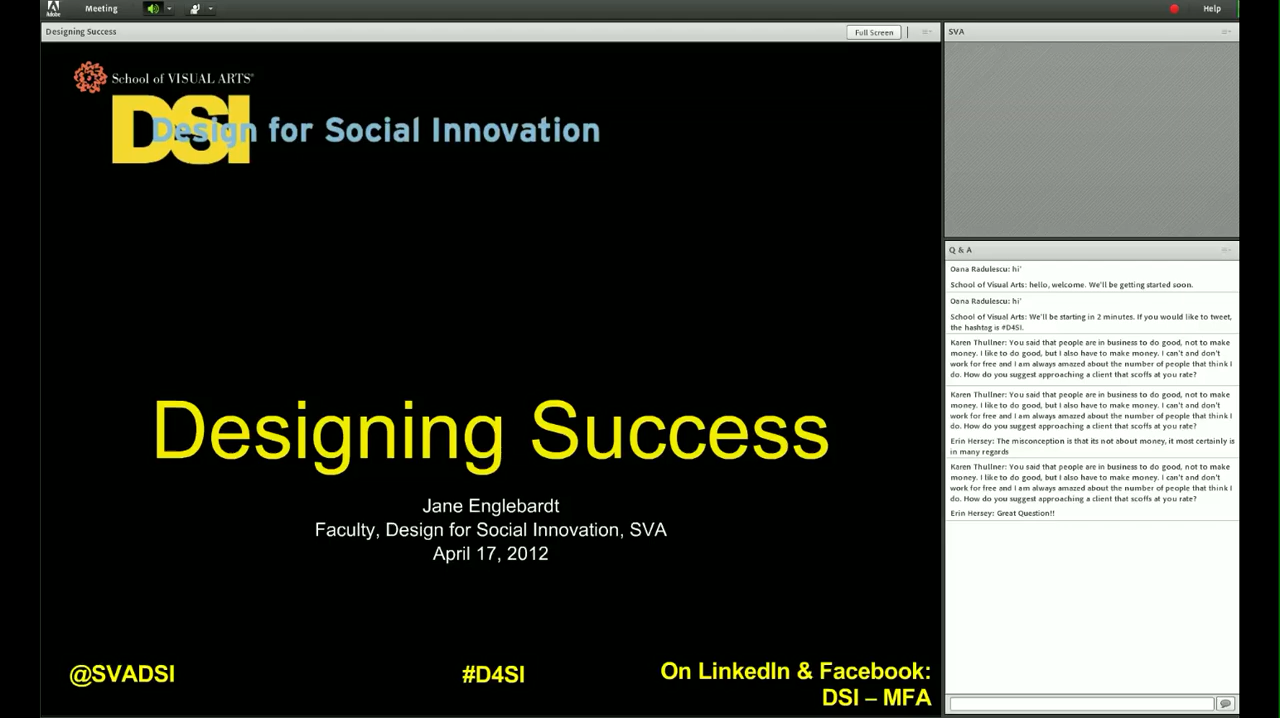 Meeting
Help
Designing Success
Full Screen
SVA
School of VISUAL ARTS®
DSI
Design for Social Innovation
Designing Success
Jane Englebardt
Faculty, Design for Social Innovation, SVA
April 17, 2012
@SVADSI
#D4SI
On LinkedIn & Facebook:
DSI – MFA
Q & A
Oana Radulescu: hi'
School of Visual Arts: hello, welcome. We'll be getting started soon.
Oana Radulescu: hi'
School of Visual Arts: We'll be starting in 2 minutes. If you would like to tweet,
the hashtag is #D4SI.
Karen Thullner: You said that people are in business to do good, not to make
money. I like to do good, but I also have to make money. I can't and don't
work for free and I am always amazed about the number of people that think I
do. How do you suggest approaching a client that scoffs at you rate?
Karen Thullner: You said that people are in business to do good, not to make
money. I like to do good, but I also have to make money. I can't and don't
work for free and I am always amazed about the number of people that think I
do. How do you suggest approaching a client that scoffs at you rate?
Erin Hersey: The misconception is that its not about money, it most certainly is
in many regards
Karen Thullner: You said that people are in business to do good, not to make
money. I like to do good, but I also have to make money. I can't and don't
work for free and I am always amazed about the number of people that think I
do. How do you suggest approaching a client that scoffs at you rate?
Erin Hersey: Great Question!!